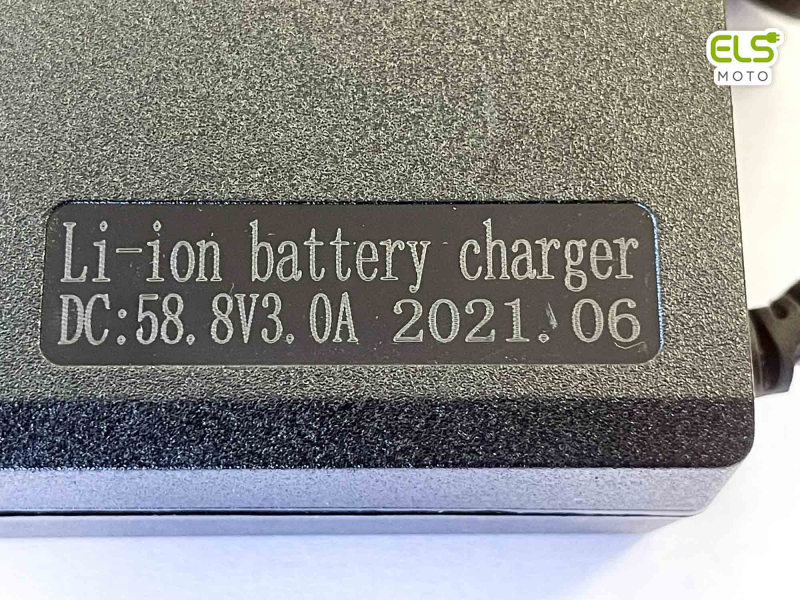 ELS
MOTO
Li-ion battery charger
DC:58.8V3.0A 2021.06